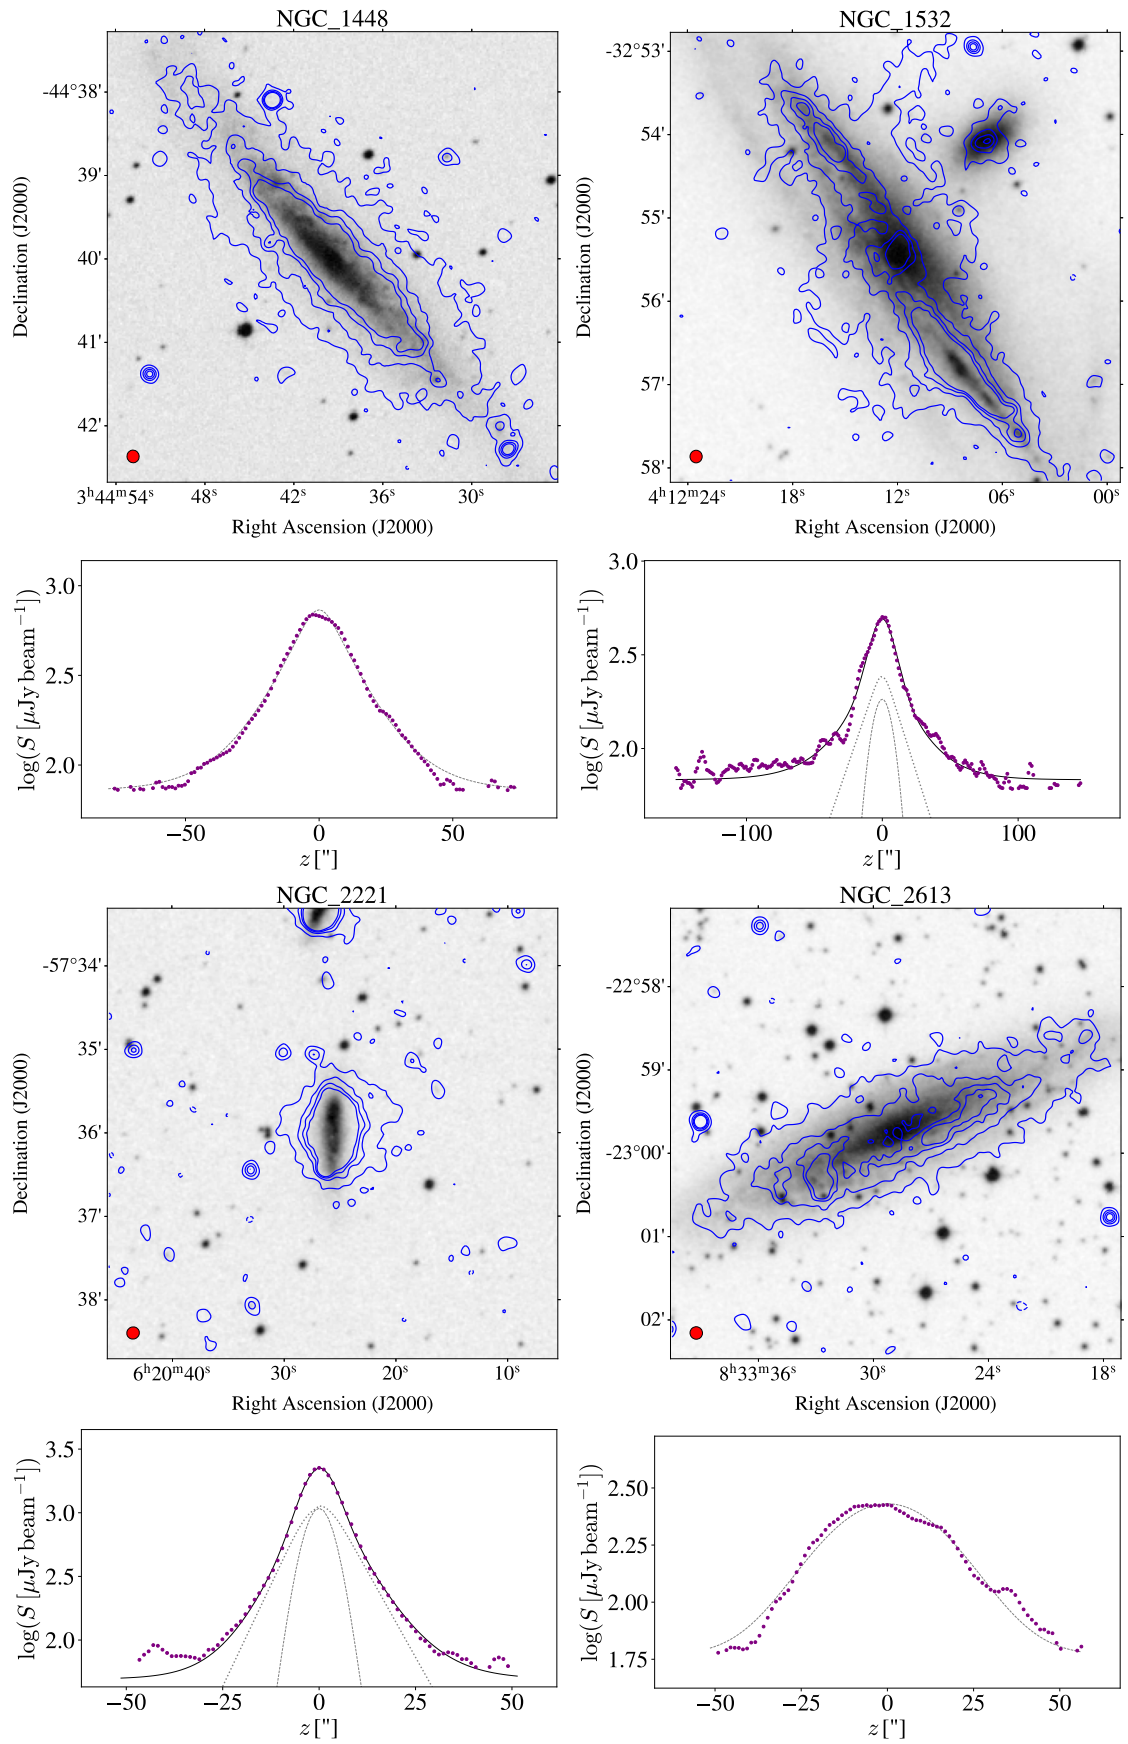 NGC_1448
-44°38'
39'
40'
41'
42'
Declination (J2000)
3ʰ44ᵐ54ˢ 48ˢ 42ˢ 36ˢ 30ˢ
Right Ascension (J2000)
NGC_1532
-32°53'
54'
55'
56'
57'
58'
Declination (J2000)
4ʰ12ᵐ24ˢ 18ˢ 12ˢ 06ˢ 00ˢ
Right Ascension (J2000)
3.0
2.5
2.0
log(S [μJy beam⁻¹])
−50 0 50
z ["]
3.0
2.5
2.0
log(S [μJy beam⁻¹])
−100 0 100
z ["]
NGC_2221
-57°34'
35'
36'
37'
38'
Declination (J2000)
6ʰ20ᵐ40ˢ 30ˢ 20ˢ 10ˢ
Right Ascension (J2000)
NGC_2613
-22°58'
59'
-23°00'
01'
02'
Declination (J2000)
8ʰ33ᵐ36ˢ 30ˢ 24ˢ 18ˢ
Right Ascension (J2000)
3.5
3.0
2.5
2.0
log(S [μJy beam⁻¹])
−50 −25 0 25 50
z ["]
2.50
2.25
2.00
1.75
log(S [μJy beam⁻¹])
−50 −25 0 25 50
z ["]